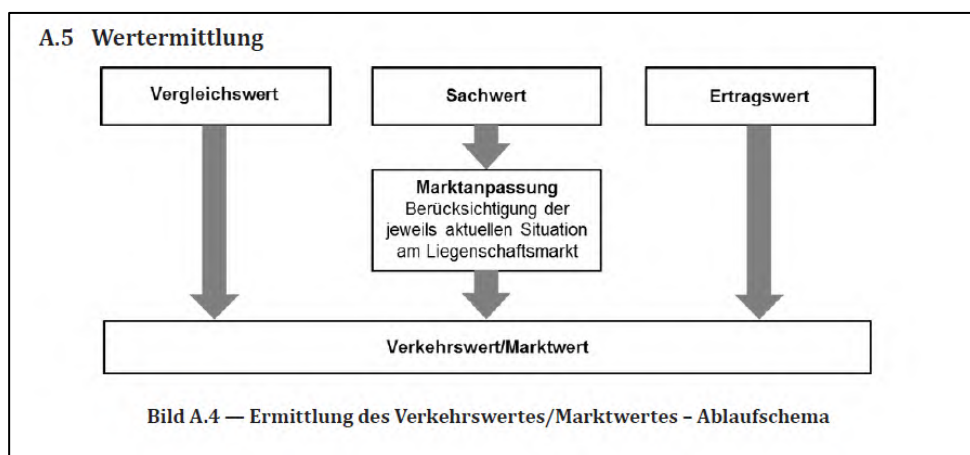 A.5 Wertermittlung
Vergleichswert
Sachwert
Ertragswert
Marktanpassung
Berücksichtigung der
jeweils aktuellen Situation
am Liegenschaftsmarkt
Verkehrswert/Marktwert
Bild A.4 — Ermittlung des Verkehrswertes/Marktwertes – Ablaufschema